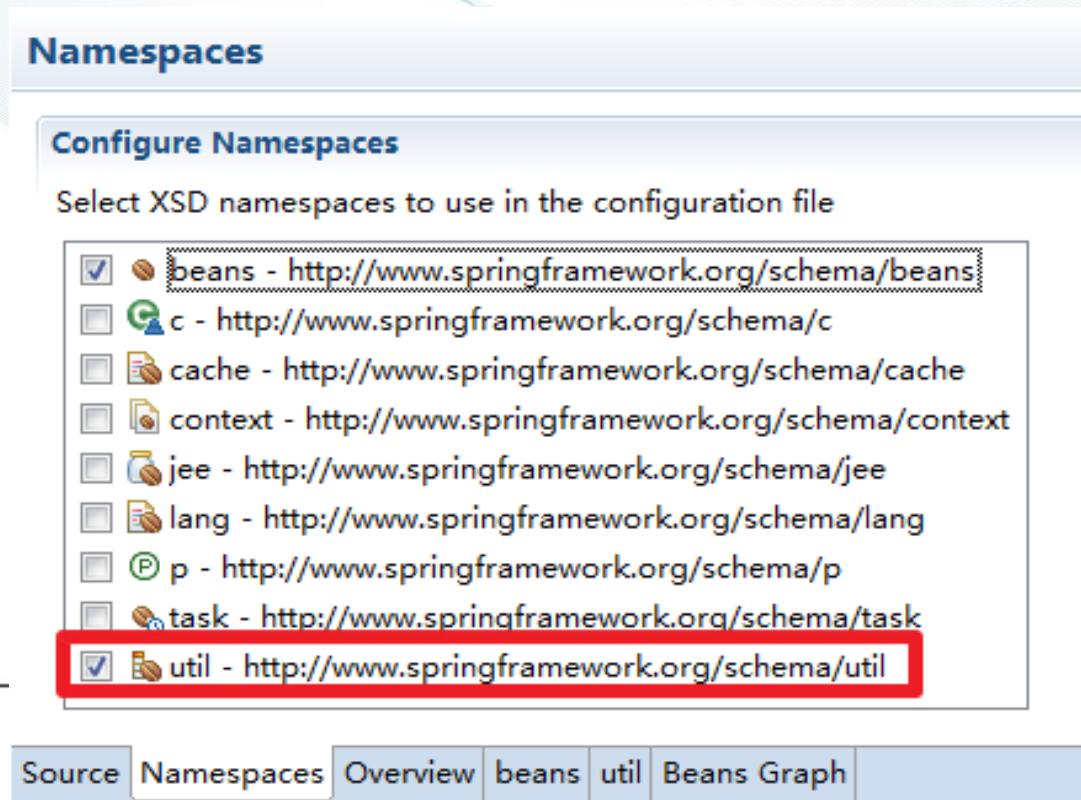 Namespaces
Configure Namespaces
Select XSD namespaces to use in the configuration file
beans - http://www.springframework.org/schema/beans
c - http://www.springframework.org/schema/c
cache - http://www.springframework.org/schema/cache
context - http://www.springframework.org/schema/context
jee - http://www.springframework.org/schema/jee
lang - http://www.springframework.org/schema/lang
p - http://www.springframework.org/schema/p
task - http://www.springframework.org/schema/task
util - http://www.springframework.org/schema/util
Source Namespaces Overview beans util Beans Graph